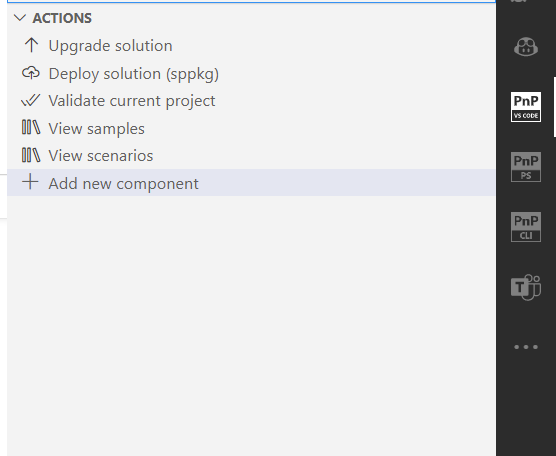 ACTIONS
Upgrade solution
Deploy solution (sppkg)
Validate current project
View samples
View scenarios
Add new component
PnP
VS CODE
PnP
PS
PnP
CLI
T